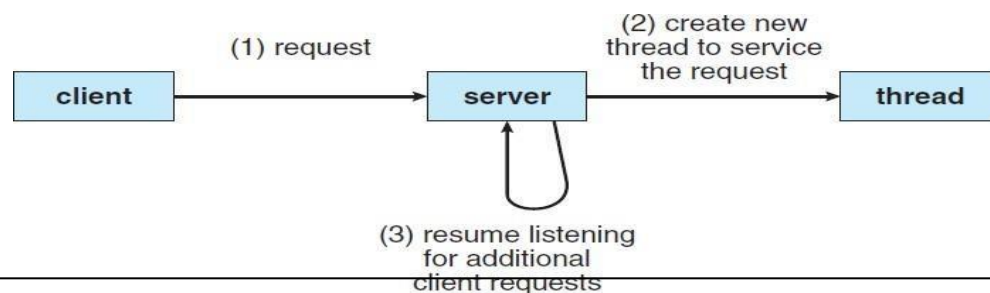 (1) request
(2) create new
thread to service
the request
client
server
thread
(3) resume listening
for additional
client requests